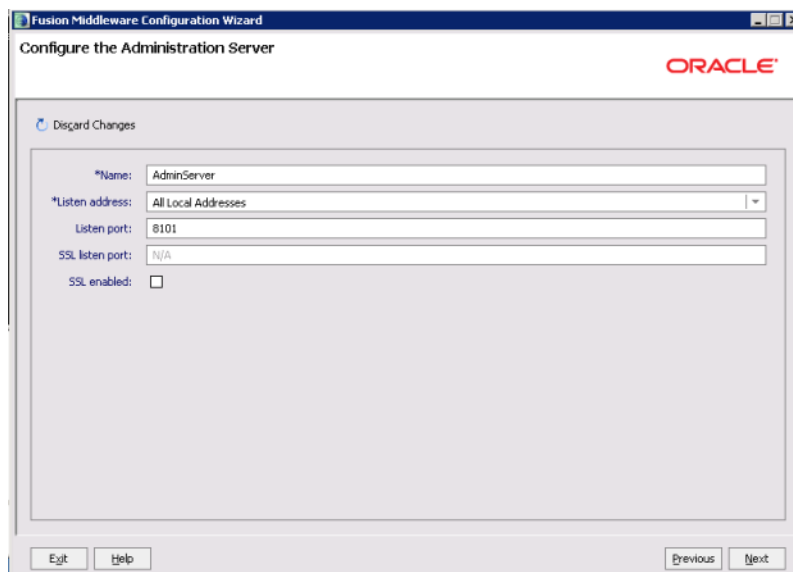 Fusion Middleware Configuration Wizard
Configure the Administration Server
ORACLE
Discard Changes
*Name: AdminServer
*Listen address: All Local Addresses
Listen port: 8101
SSL listen port: N/A
SSL enabled:
Exit Help Previous Next